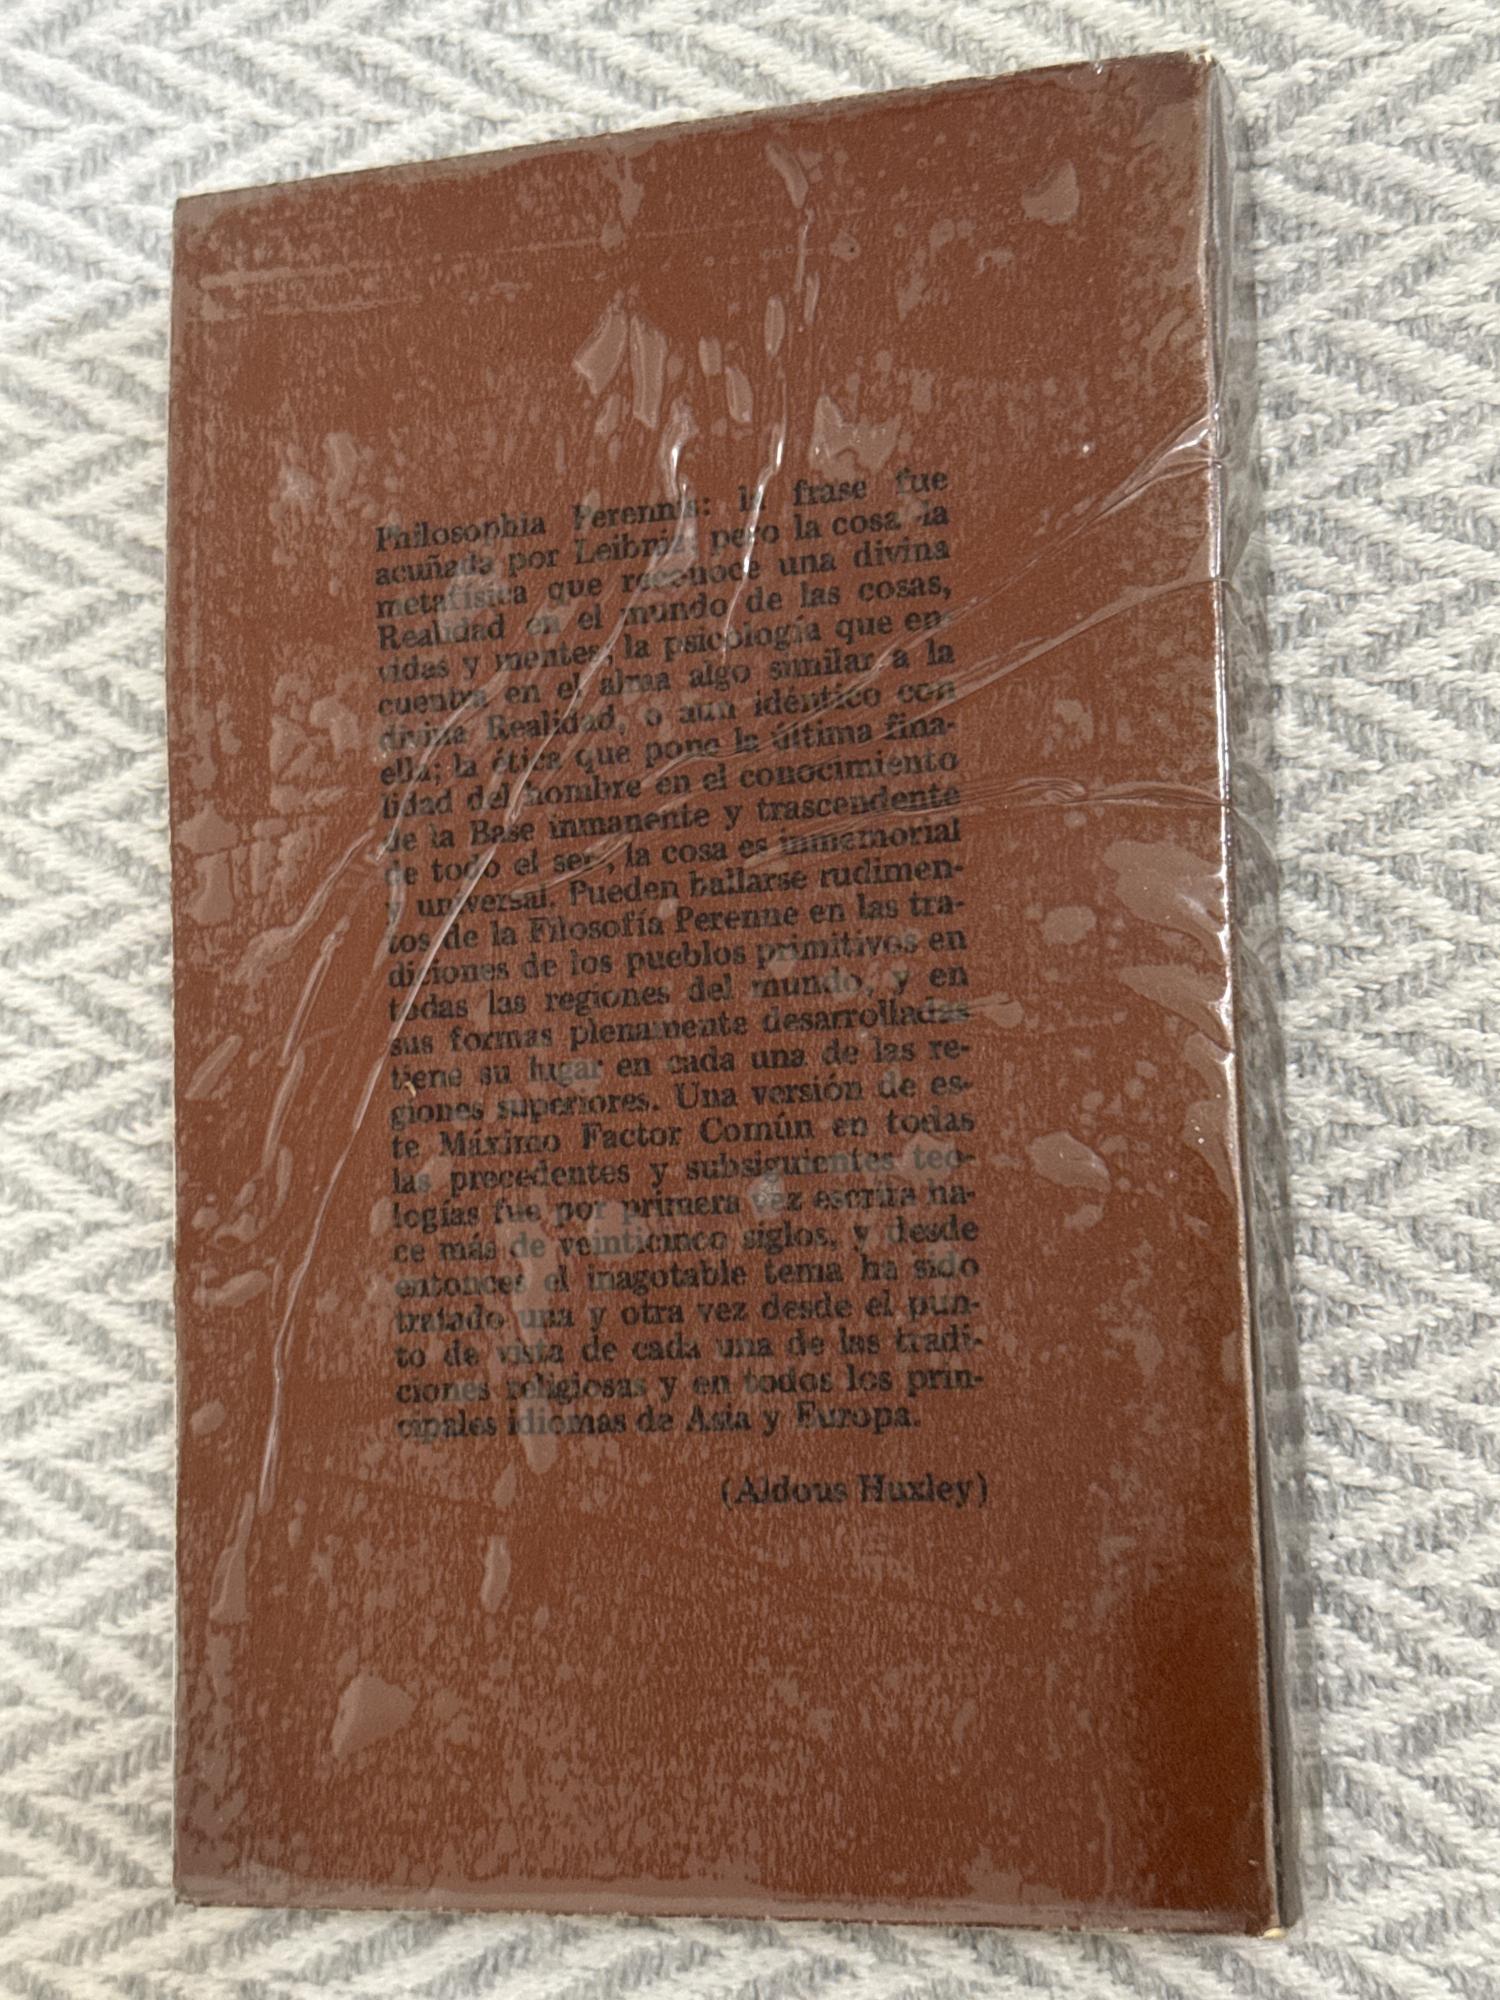 Philosophia Perennis: la frase fue
acuñada por Leibniz; pero la cosa -la
metafísica que reconoce una divina
Realidad en el mundo de las cosas,
vidas y mentes; la psicología que en-
cuentra en el alma algo similar a la
divina Realidad, o aun idéntico con
ella; la ética que pone la última fina-
lidad del hombre en el conocimiento
de la Base inmanente y trascendente
de todo el ser-, la cosa es inmemorial
y universal. Pueden hallarse rudimen-
tos de la Filosofía Perenne en las tra-
diciones de los pueblos primitivos en
todas las regiones del mundo, y en
sus formas plenamente desarrolladas
tiene su lugar en cada una de las re-
giones superiores. Una versión de es-
te Máximo Factor Común en todas
las precedentes y subsiguientes teo-
logías fue por primera vez escrita ha-
ce más de veinticinco siglos, y desde
entonces el inagotable tema ha sido
tratado una y otra vez desde el pun-
to de vista de cada una de las tradi-
ciones religiosas y en todos los prin-
cipales idiomas de Asia y Europa.
(Aldous Huxley)